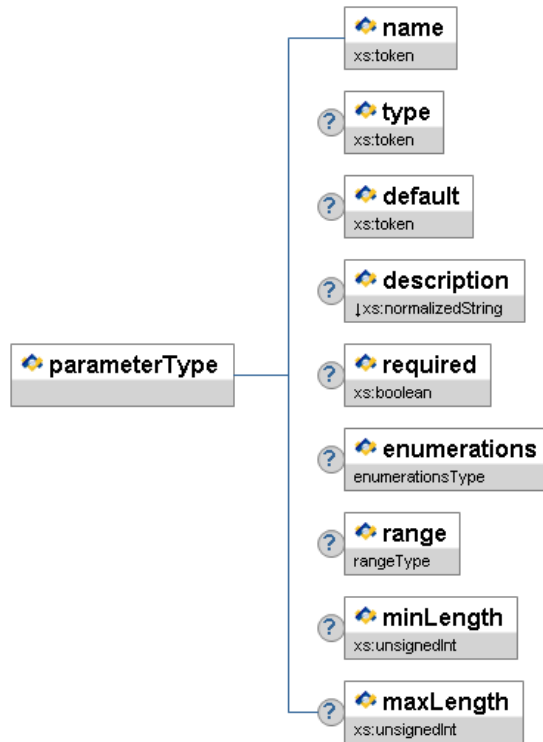 name
xs:token
?
type
xs:token
?
default
xs:token
?
description
↓xs:normalizedString
parameterType
?
required
xs:boolean
?
enumerations
enumerationsType
?
range
rangeType
?
minLength
xs:unsignedInt
?
maxLength
xs:unsignedInt